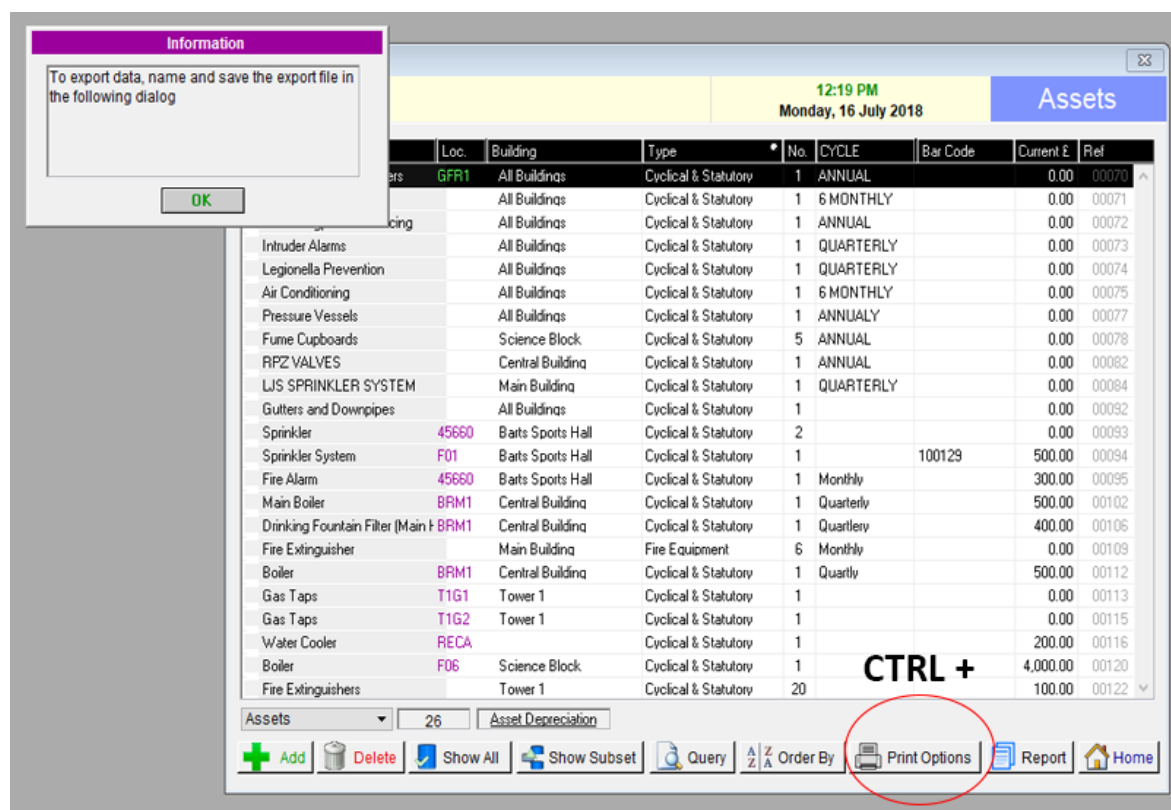 Information
To export data, name and save the export file in
the following dialog
OK
12:19 PM
Monday, 16 July 2018
Assets
Loc. Building Type No. CYCLE Bar Code Current £ Ref
ers GFR1 All Buildings Cyclical & Statutory 1 ANNUAL 0.00 00070
All Buildings Cyclical & Statutory 1 6 MONTHLY 0.00 00071
cing All Buildings Cyclical & Statutory 1 ANNUAL 0.00 00072
Intruder Alarms All Buildings Cyclical & Statutory 1 QUARTERLY 0.00 00073
Legionella Prevention All Buildings Cyclical & Statutory 1 QUARTERLY 0.00 00074
Air Conditioning All Buildings Cyclical & Statutory 1 6 MONTHLY 0.00 00075
Pressure Vessels All Buildings Cyclical & Statutory 1 ANNUALY 0.00 00077
Fume Cupboards Science Block Cyclical & Statutory 5 ANNUAL 0.00 00078
RPZ VALVES Central Building Cyclical & Statutory 1 ANNUAL 0.00 00082
LJS SPRINKLER SYSTEM Main Building Cyclical & Statutory 1 QUARTERLY 0.00 00084
Gutters and Downpipes All Buildings Cyclical & Statutory 1 0.00 00092
Sprinkler 45660 Barts Sports Hall Cyclical & Statutory 2 0.00 00093
Sprinkler System F01 Barts Sports Hall Cyclical & Statutory 1 100129 500.00 00094
Fire Alarm 45660 Barts Sports Hall Cyclical & Statutory 1 Monthly 300.00 00095
Main Boiler BRM1 Central Building Cyclical & Statutory 1 Quarterly 500.00 00102
Drinking Fountain Filter (Main H BRM1 Central Building Cyclical & Statutory 1 Quartlery 400.00 00106
Fire Extinguisher Main Building Fire Equipment 6 Monthly 0.00 00109
Boiler BRM1 Central Building Cyclical & Statutory 1 Quartly 500.00 00112
Gas Taps T1G1 Tower 1 Cyclical & Statutory 1 0.00 00113
Gas Taps T1G2 Tower 1 Cyclical & Statutory 1 0.00 00115
Water Cooler RECA Cyclical & Statutory 1 200.00 00116
Boiler F06 Science Block Cyclical & Statutory 1 4,000.00 00120
Fire Extinguishers Tower 1 Cyclical & Statutory 20 100.00 00122
CTRL +
Assets 26 Asset Depreciation
Add Delete Show All Show Subset Query Order By Print Options Report Home